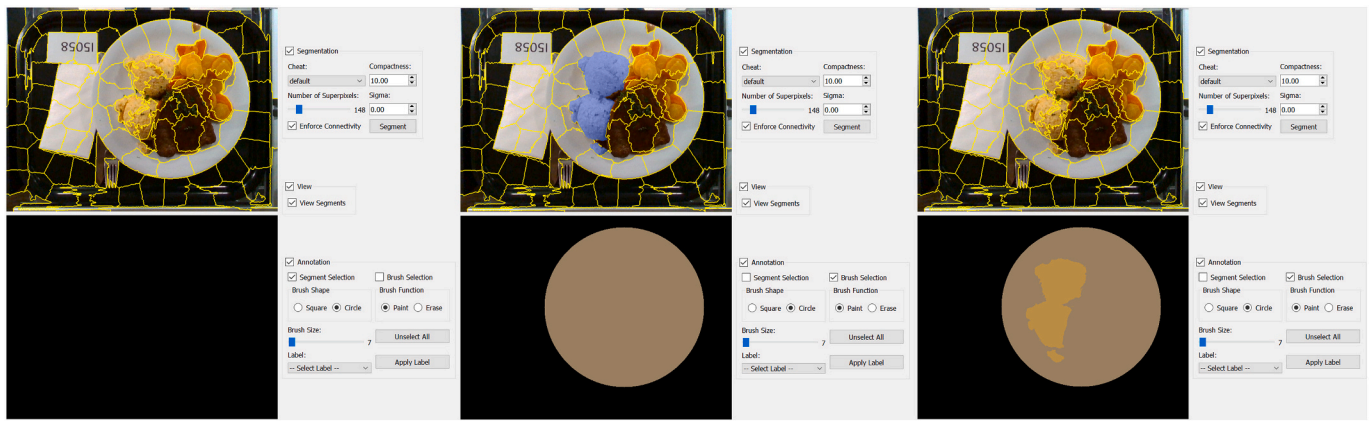 I5058
Segmentation
Cheat:
Compactness:
default
10.00
Number of Superpixels:
Sigma:
148
0.00
Enforce Connectivity
Segment
View
View Segments
Annotation
Segment Selection
Brush Selection
Brush Shape
Brush Function
Square
Circle
Paint
Erase
Brush Size:
7
Unselect All
Label:
-- Select Label --
Apply Label
I5058
Segmentation
Cheat:
Compactness:
default
10.00
Number of Superpixels:
Sigma:
148
0.00
Enforce Connectivity
Segment
View
View Segments
Annotation
Segment Selection
Brush Selection
Brush Shape
Brush Function
Square
Circle
Paint
Erase
Brush Size:
7
Unselect All
Label:
-- Select Label --
Apply Label
I5058
Segmentation
Cheat:
Compactness:
default
10.00
Number of Superpixels:
Sigma:
148
0.00
Enforce Connectivity
Segment
View
View Segments
Annotation
Segment Selection
Brush Selection
Brush Shape
Brush Function
Square
Circle
Paint
Erase
Brush Size:
7
Unselect All
Label:
-- Select Label --
Apply Label